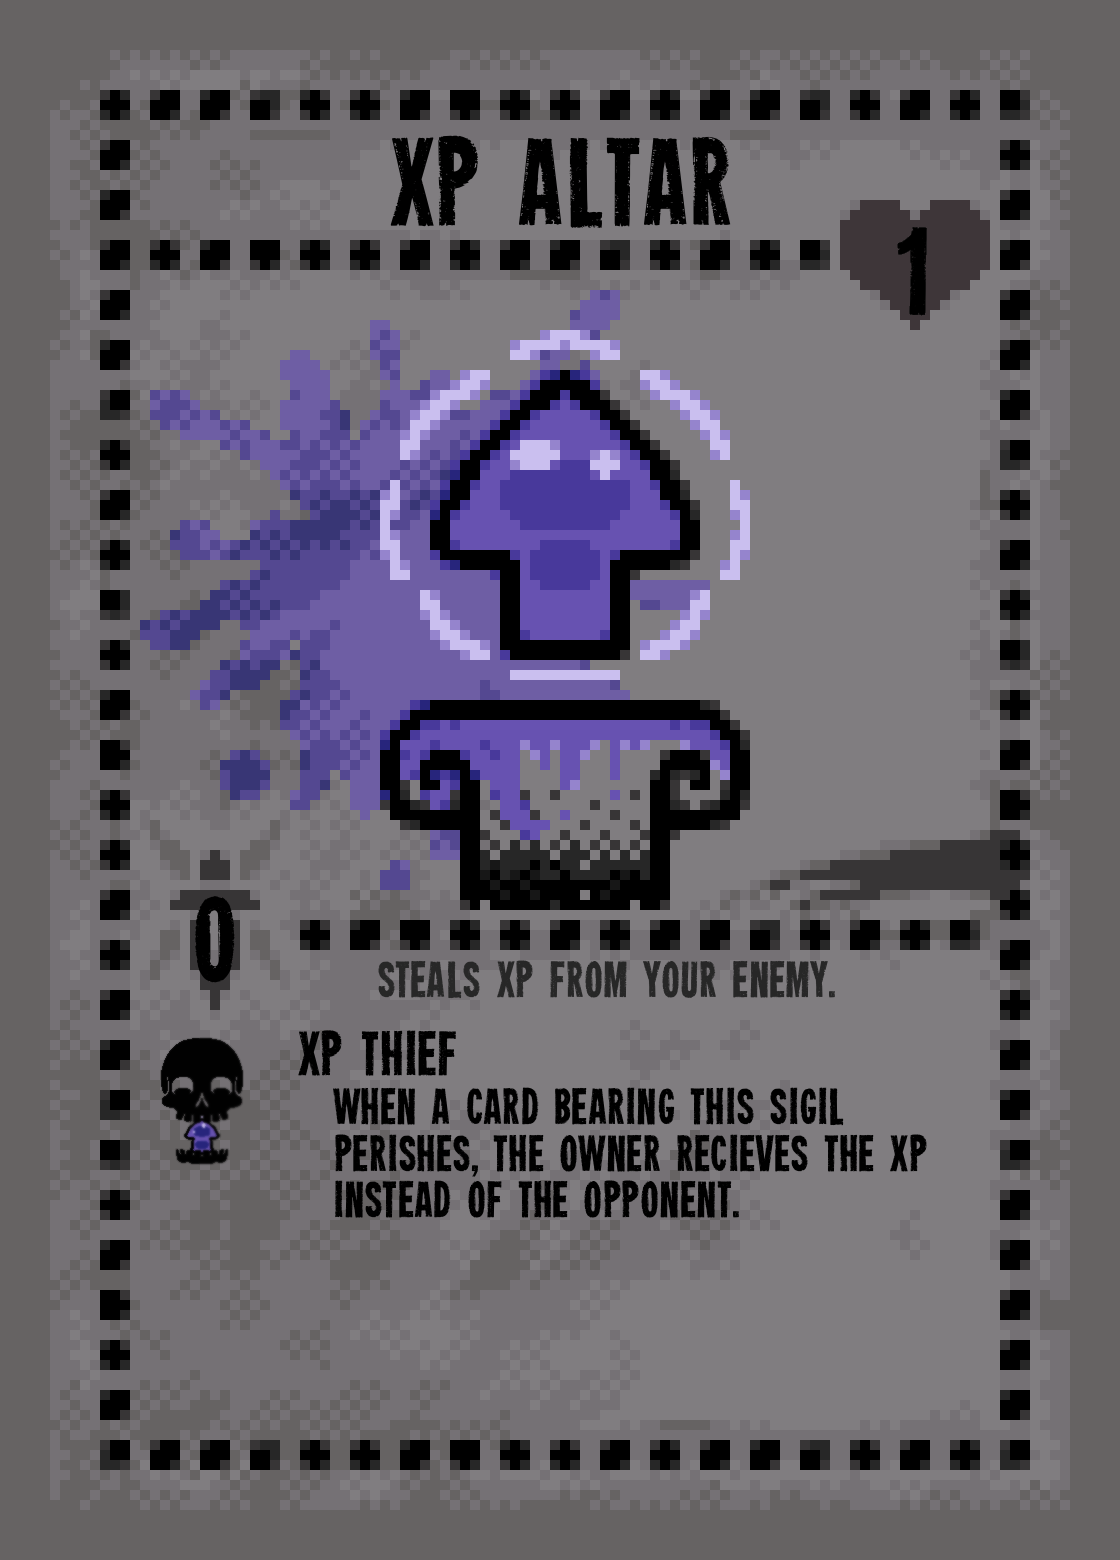 XP ALTAR
1
0
STEALS XP FROM YOUR ENEMY.
XP THIEF
WHEN A CARD BEARING THIS SIGIL
PERISHES, THE OWNER RECIEVES THE XP
INSTEAD OF THE OPPONENT.